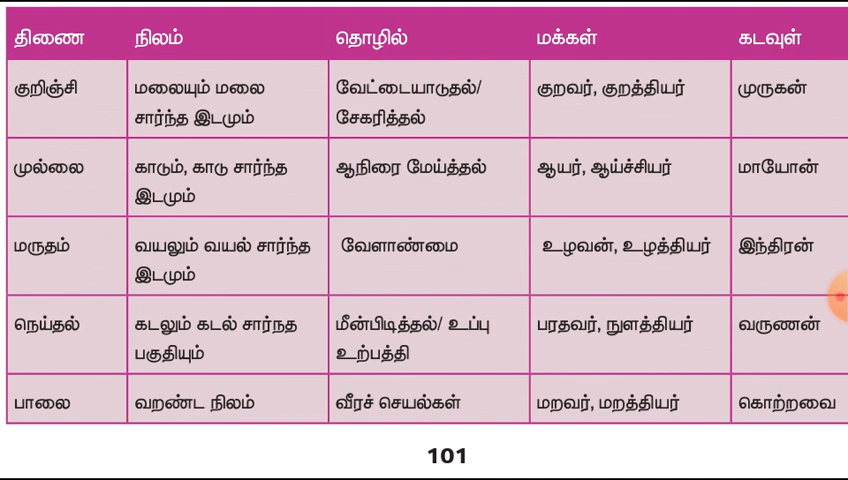 திணை நிலம் தொழில் மக்கள் கடவுள்
குறிஞ்சி மலையும் மலை வேட்டையாடுதல்/ குறவர், குறத்தியர் முருகன்
சார்ந்த இடமும் சேகரித்தல்
முல்லை காடும், காடு சார்ந்த ஆநிரை மேய்த்தல் ஆயர், ஆய்ச்சியர் மாயோன்
இடமும்
மருதம் வயலும் வயல் சார்ந்த வேளாண்மை உழவன், உழத்தியர் இந்திரன்
இடமும்
நெய்தல் கடலும் கடல் சார்நத மீன்பிடித்தல்/ உப்பு பரதவர், நுளத்தியர் வருணன்
பகுதியும் உற்பத்தி
பாலை வறண்ட நிலம் வீரச் செயல்கள் மறவர், மறத்தியர் கொற்றவை
101